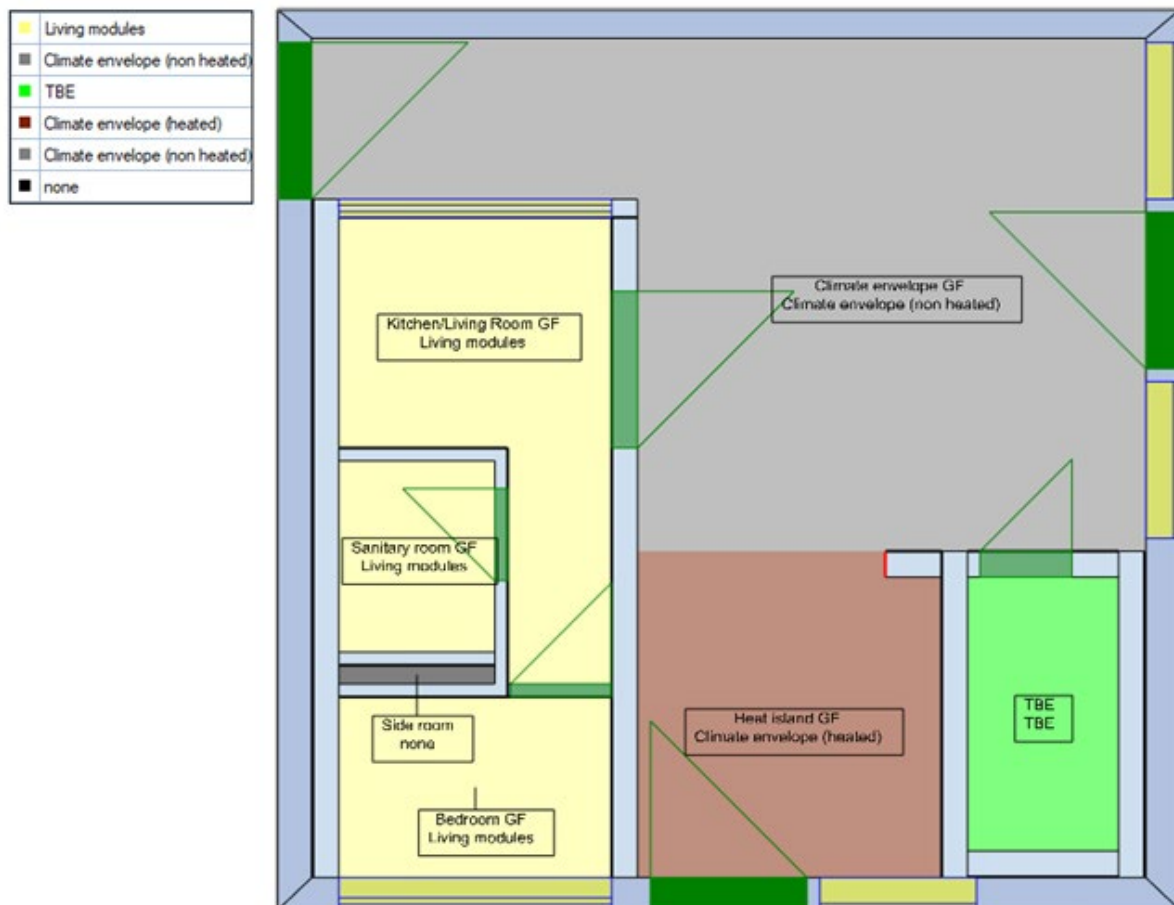 Living modules
Climate envelope (non heated)
TBE
Climate envelope (heated)
Climate envelope (non heated)
none
Climate envelope GF
Climate envelope (non heated)
Kitchen/Living Room GF
Living modules
Sanitary room GF
Living modules
Side room
none
Heat island GF
Climate envelope (heated)
TBE
TBE
Bedroom GF
Living modules